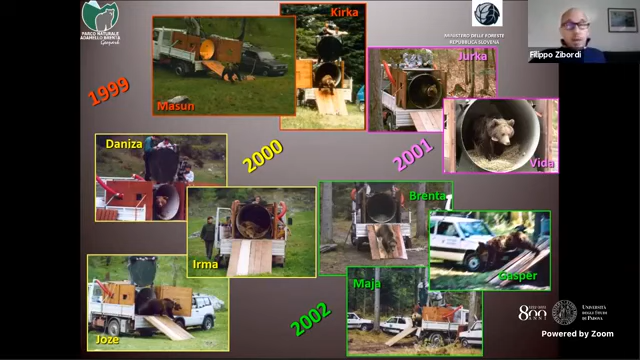 PARCO NATURALE
ADAMELLO BRENTA
Geopark
Kirka
MINISTERO DELLE FORESTE
REPUBBLICA SLOVENA
Filippo Zibordi
Jurka
1999
Masun
Daniza
2000
2001
Vida
Brenta
Irma
Gasper
Maja
Joze
2002
800
ANNI
UNIVERSITÀ
DEGLI STUDI
DI PADOVA
Powered by Zoom